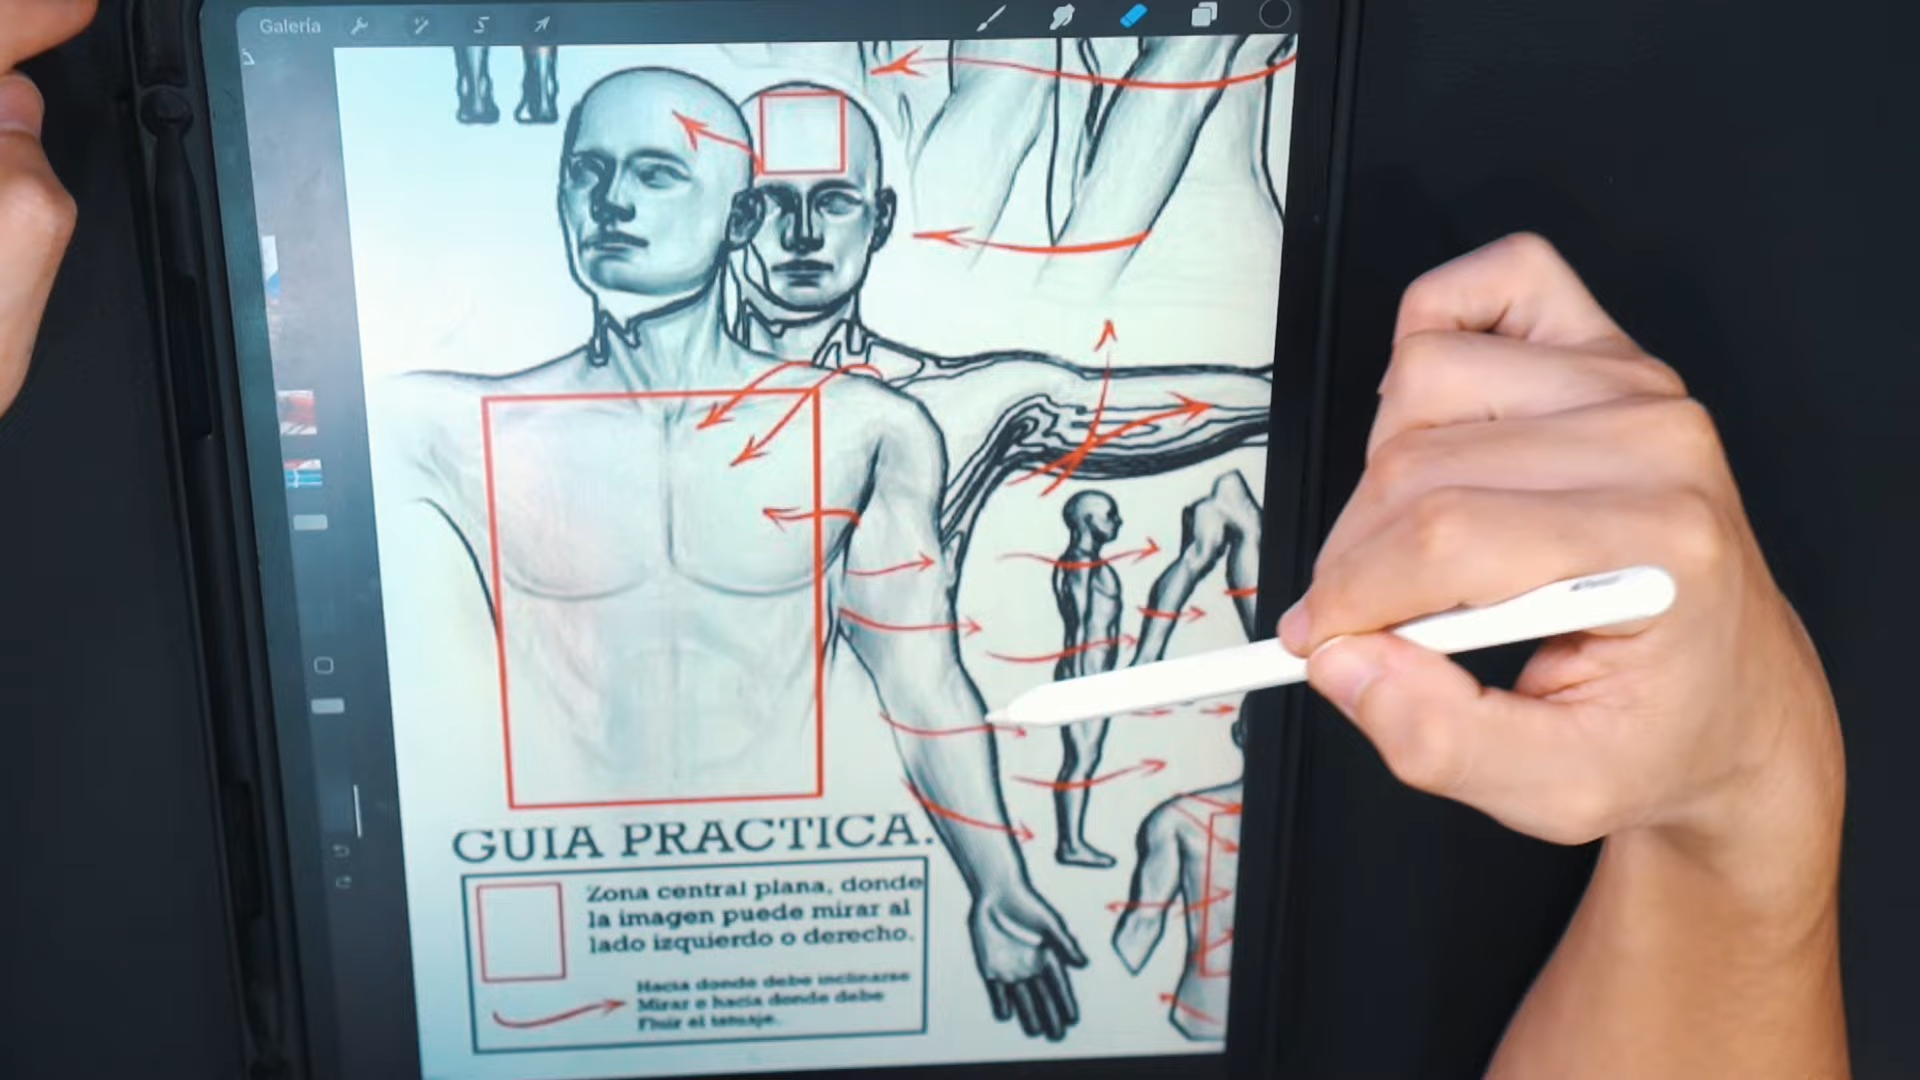 Galería
GUIA PRACTICA.
Zona central plana, donde
la imagen puede mirar al
lado izquierdo o derecho.
Hacia donde debe inclinarse
Mirar o hacia donde debe
Fluir el tatuaje.